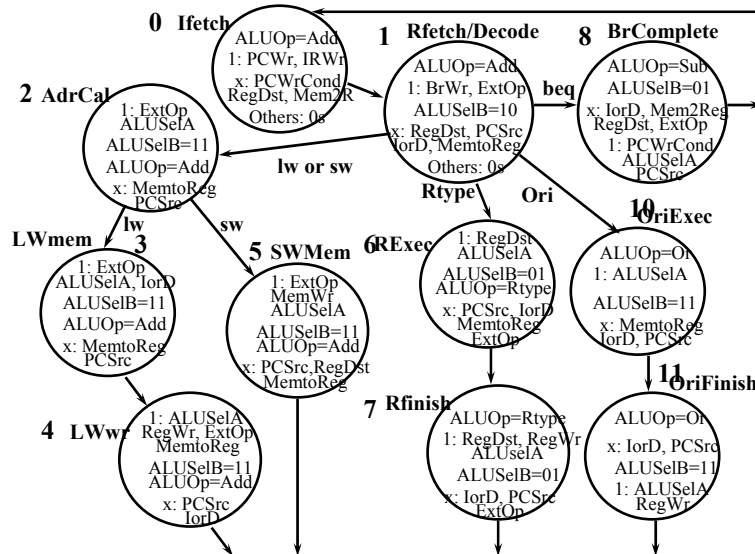 0 Ifetch
ALUOp=Add
1: PCWr, IRWr
x: PCWrCond
RegDst, Mem2R
Others: 0s
1 Rfetch/Decode
ALUOp=Add
1: BrWr, ExtOp
ALUSelB=10
x: RegDst, PCSrc
IorD, MemtoReg
Others: 0s
beq
8 BrComplete
ALUOp=Sub
ALUSelB=01
x: IorD, Mem2Reg
RegDst, ExtOp
1: PCWrCond
ALUSelA
PCSrc
2 AdrCal
1: ExtOp
ALUSelA
ALUSelB=11
ALUOp=Add
x: MemtoReg
PCSrc
lw or sw
Rtype
Ori
lw
sw
LWmem
3
1: ExtOp
ALUSelA, IorD
ALUSelB=11
ALUOp=Add
x: MemtoReg
PCSrc
5 SWMem
1: ExtOp
MemWr
ALUSelA
ALUSelB=11
ALUOp=Add
x: PCSrc,RegDst
MemtoReg
6 RExec
1: RegDst
ALUSelA
ALUSelB=01
ALUOp=Rtype
x: PCSrc, IorD
MemtoReg
ExtOp
10
OriExec
ALUOp=Or
1: ALUSelA
ALUSelB=11
x: MemtoReg
IorD, PCSrc
4 LWwr
1: ALUSelA
RegWr, ExtOp
MemtoReg
ALUSelB=11
ALUOp=Add
x: PCSrc
IorD
7 Rfinish
ALUOp=Rtype
1: RegDst, RegWr
ALUselA
ALUSelB=01
x: IorD, PCSrc
ExtOp
11
OriFinish
ALUOp=Or
x: IorD, PCSrc
ALUSelB=11
1: ALUSelA
RegWr